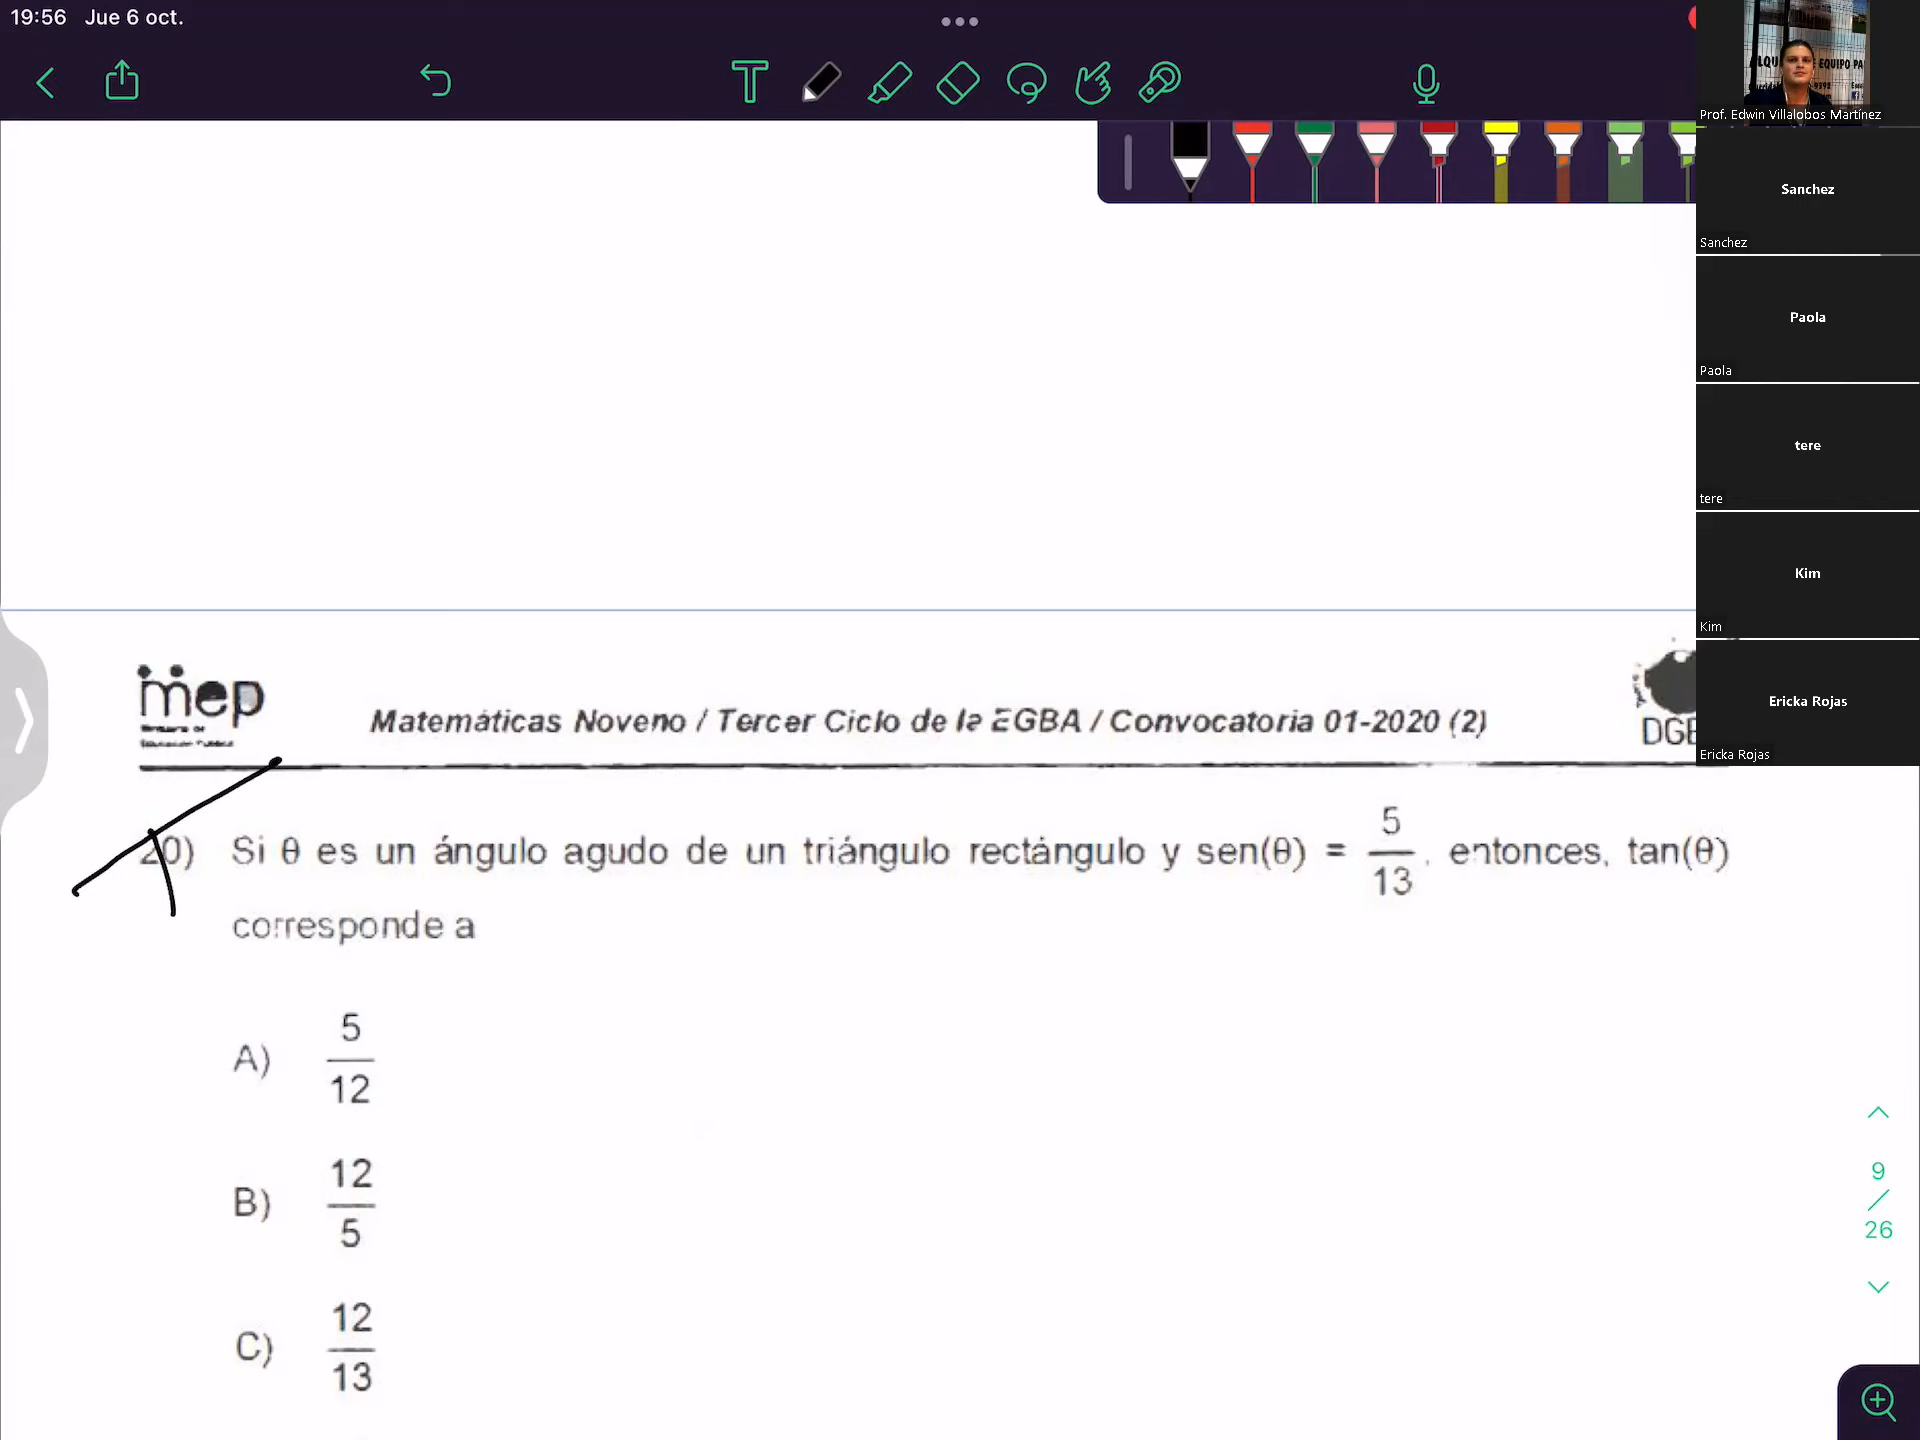 19:56 Jue 6 oct.
Prof. Edwin Villalobos Martínez
Sanchez
Sanchez
Paola
Paola
tere
tere
Kim
Kim
Ericka Rojas
Ericka Rojas
mep
Matemáticas Noveno / Tercer Ciclo de la EGBA / Convocatoria 01-2020 (2)
20) Si θ es un ángulo agudo de un triángulo rectángulo y sen(θ) = 5/13, entonces, tan(θ)
corresponde a
A) 5/12
B) 12/5
C) 12/13
9
/
26